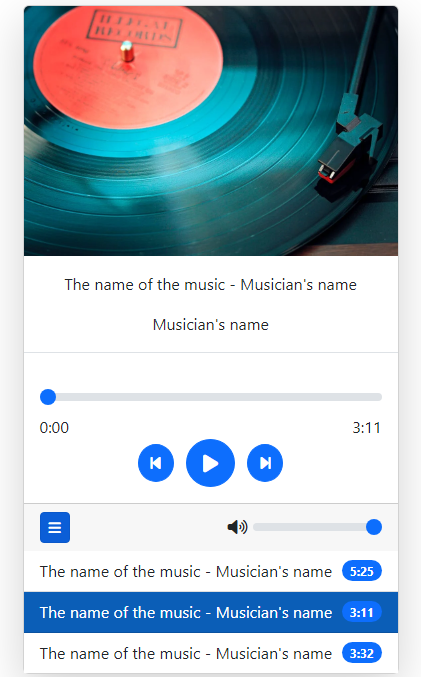 ILLEGAL
RECORDS
The name of the music - Musician's name
Musician's name
0:00 3:11
The name of the music - Musician's name 5:25
The name of the music - Musician's name 3:11
The name of the music - Musician's name 3:32